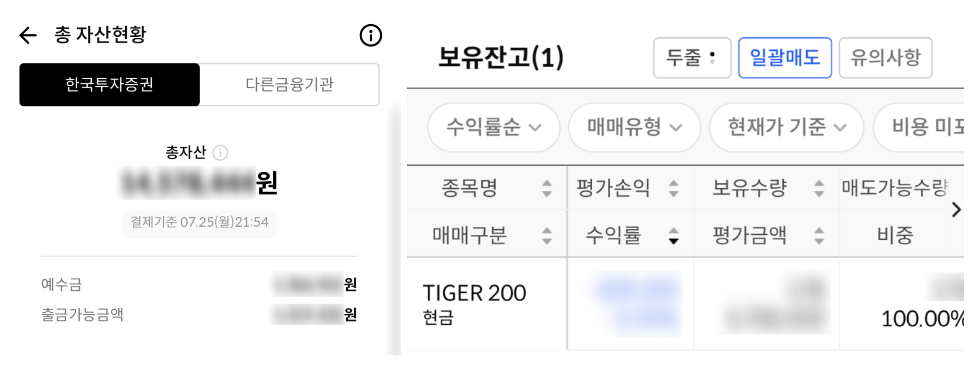 총 자산현황
한국투자증권
다른금융기관
총자산
원
결제기준 07.25(월)21:54
예수금
원
출금가능금액
원
보유잔고(1)
두줄
일괄매도
유의사항
수익률순
매매유형
현재가 기준
비용
종목명
평가손익
보유수량
매도가능수량
매매구분
수익률
평가금액
비중
TIGER 200
현금
100.00%